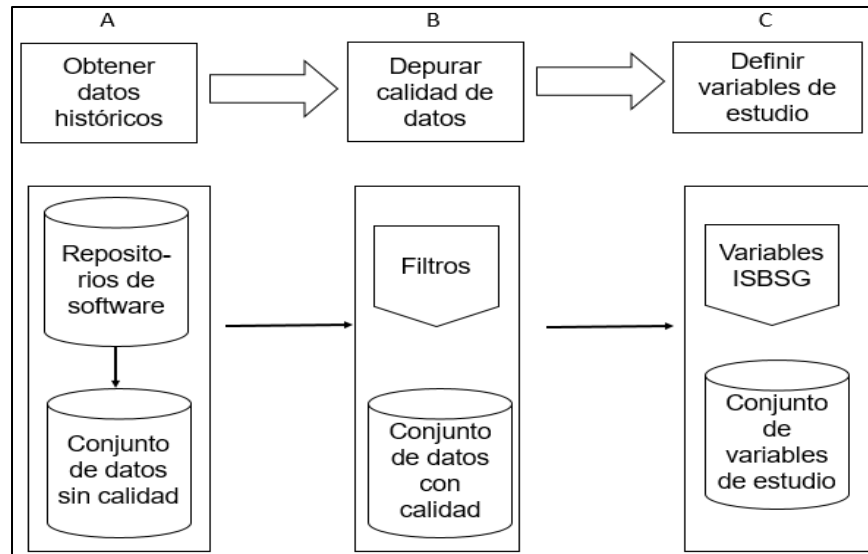 A
B
C
Obtener
datos
históricos
Depurar
calidad de
datos
Definir
variables de
estudio
Reposito-
rios de
software
Conjunto
de datos
sin calidad
Filtros
Conjunto
de datos
con
calidad
Variables
ISBSG
Conjunto
de
variables
de estudio